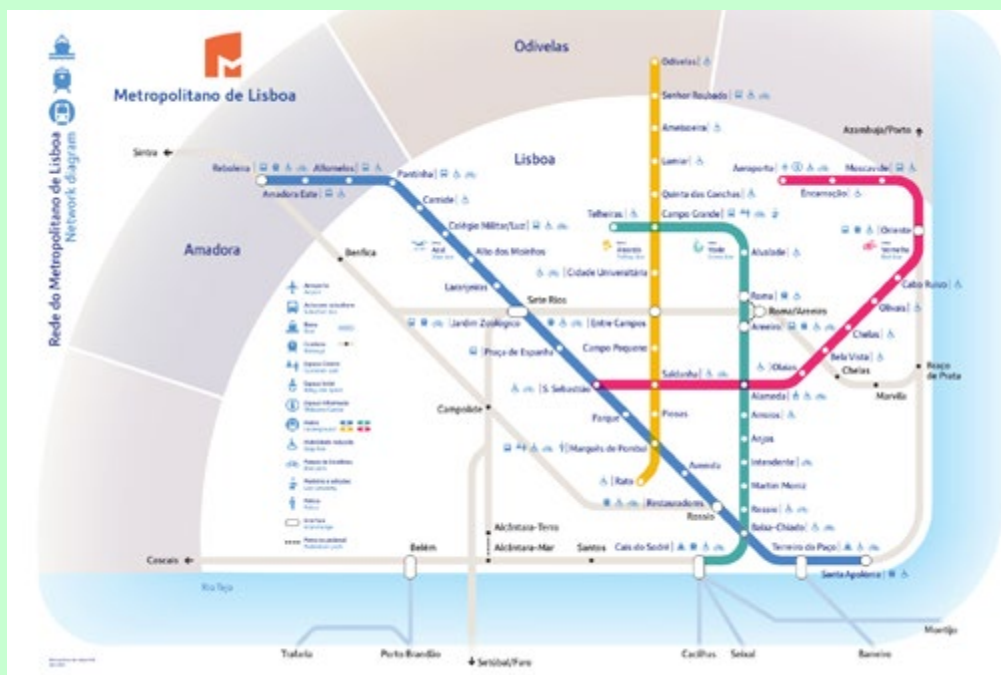 Rede do Metropolitano de Lisboa
Network diagram
Metropolitano de Lisboa
Odivelas
Lisboa
Amadora
Sintra
Reboleira
Amadora Este
Alfornelos
Pontinha
Carnide
Colégio Militar/Luz
Alto dos Moinhos
Laranjeiras
Jardim Zoológico
Sete Rios
Praça de Espanha
S. Sebastião
Parque
Marquês de Pombal
Avenida
Restauradores
Rossio
Baixa-Chiado
Terreiro do Paço
Santa Apolónia
Odivelas
Senhor Roubado
Ameixoeira
Lumiar
Quinta das Conchas
Campo Grande
Cidade Universitária
Entre Campos
Campo Pequeno
Saldanha
Picoas
Rato
Telheiras
Alvalade
Roma
Roma/Areeiro
Areeiro
Alameda
Arroios
Anjos
Intendente
Martim Moniz
Rossio
Cais do Sodré
Aeroporto
Encarnação
Moscavide
Oriente
Cabo Ruivo
Olivais
Chelas
Bela Vista
Olaias
Azambuja/Porto
Braço
de Prata
Marvila
Chelas
Benfica
Campolide
Alcântara-Terra
Alcântara-Mar
Santos
Belém
Cascais
Rio Tejo
Trafaria
Porto Brandão
Setúbal/Faro
Cacilhas
Seixal
Montijo
Barreiro
Azul
Amarela
Verde
Vermelha